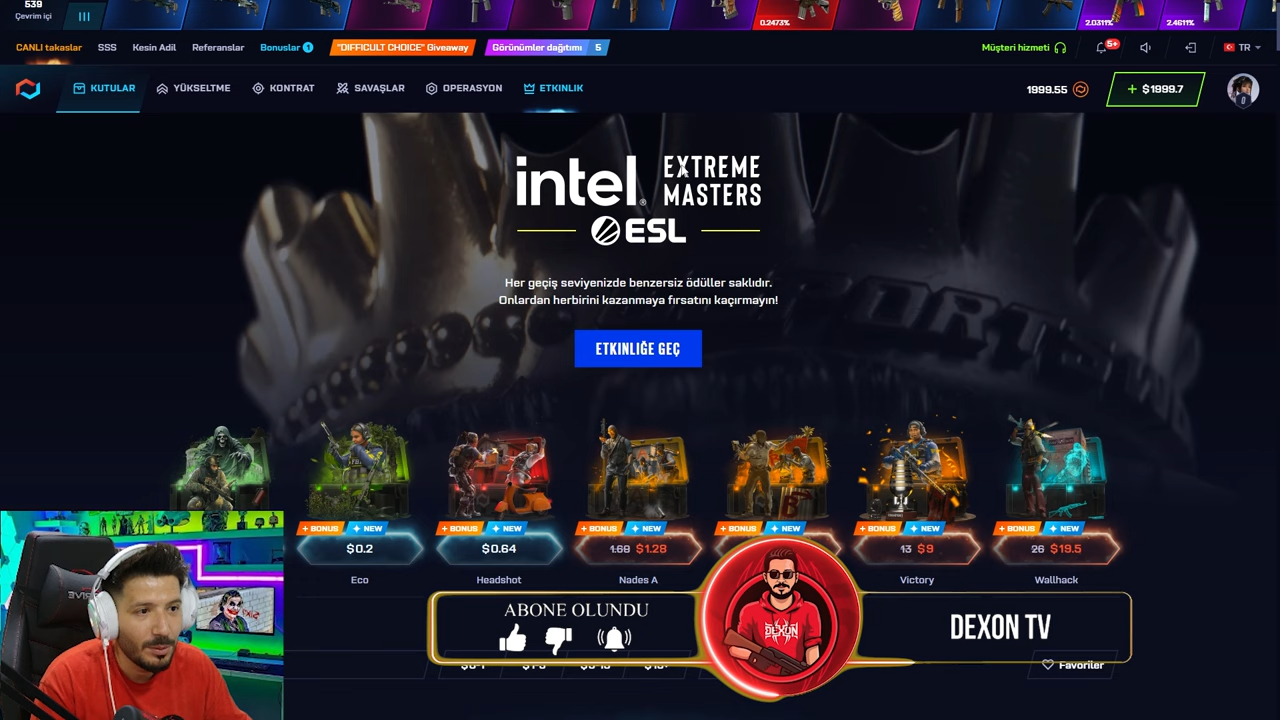 539
Çevrim içi
0.2473%
2.0311%
2.4611%
CANLI takaslar
SSS
Kesin Adil
Referanslar
Bonuslar 1
"DIFFICULT CHOICE" Giveaway
Görünümler dağıtımı 5
Müşteri hizmeti
5+
TR
KUTULAR
YÜKSELTME
KONTRAT
SAVAŞLAR
OPERASYON
ETKINLIK
1999.55
+ $1999.7
intel
EXTREME
MASTERS
ESL
Her geçiş seviyenizde benzersiz ödüller saklıdır.
Onlardan herbirini kazanmaya fırsatını kaçırmayın!
ETKINLIĞE GEÇ
+ BONUS NEW
+ BONUS NEW
+ BONUS NEW
+ BONUS NEW
+ BONUS NEW
+ BONUS NEW
$0.2
$0.64
1.60 $1.28
13 $9
26 $19.5
Eco
Headshot
Nades A
Victory
Wallhack
ABONE OLUNDU
DEXON
DEXON TV
Favoriler